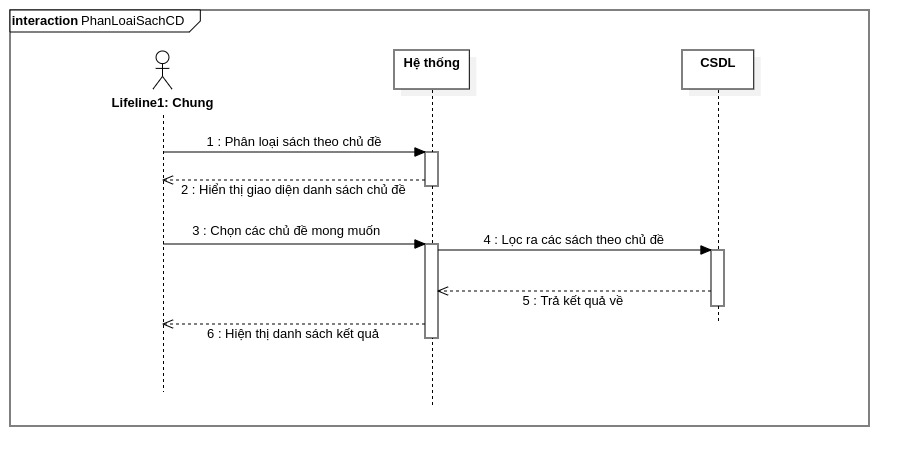 interaction PhanLoaiSachCD
Hệ thống
CSDL
Lifeline1: Chung
1 : Phân loại sách theo chủ đề
2 : Hiển thị giao diện danh sách chủ đề
3 : Chọn các chủ đề mong muốn
4 : Lọc ra các sách theo chủ đề
5 : Trả kết quả về
6 : Hiện thị danh sách kết quả